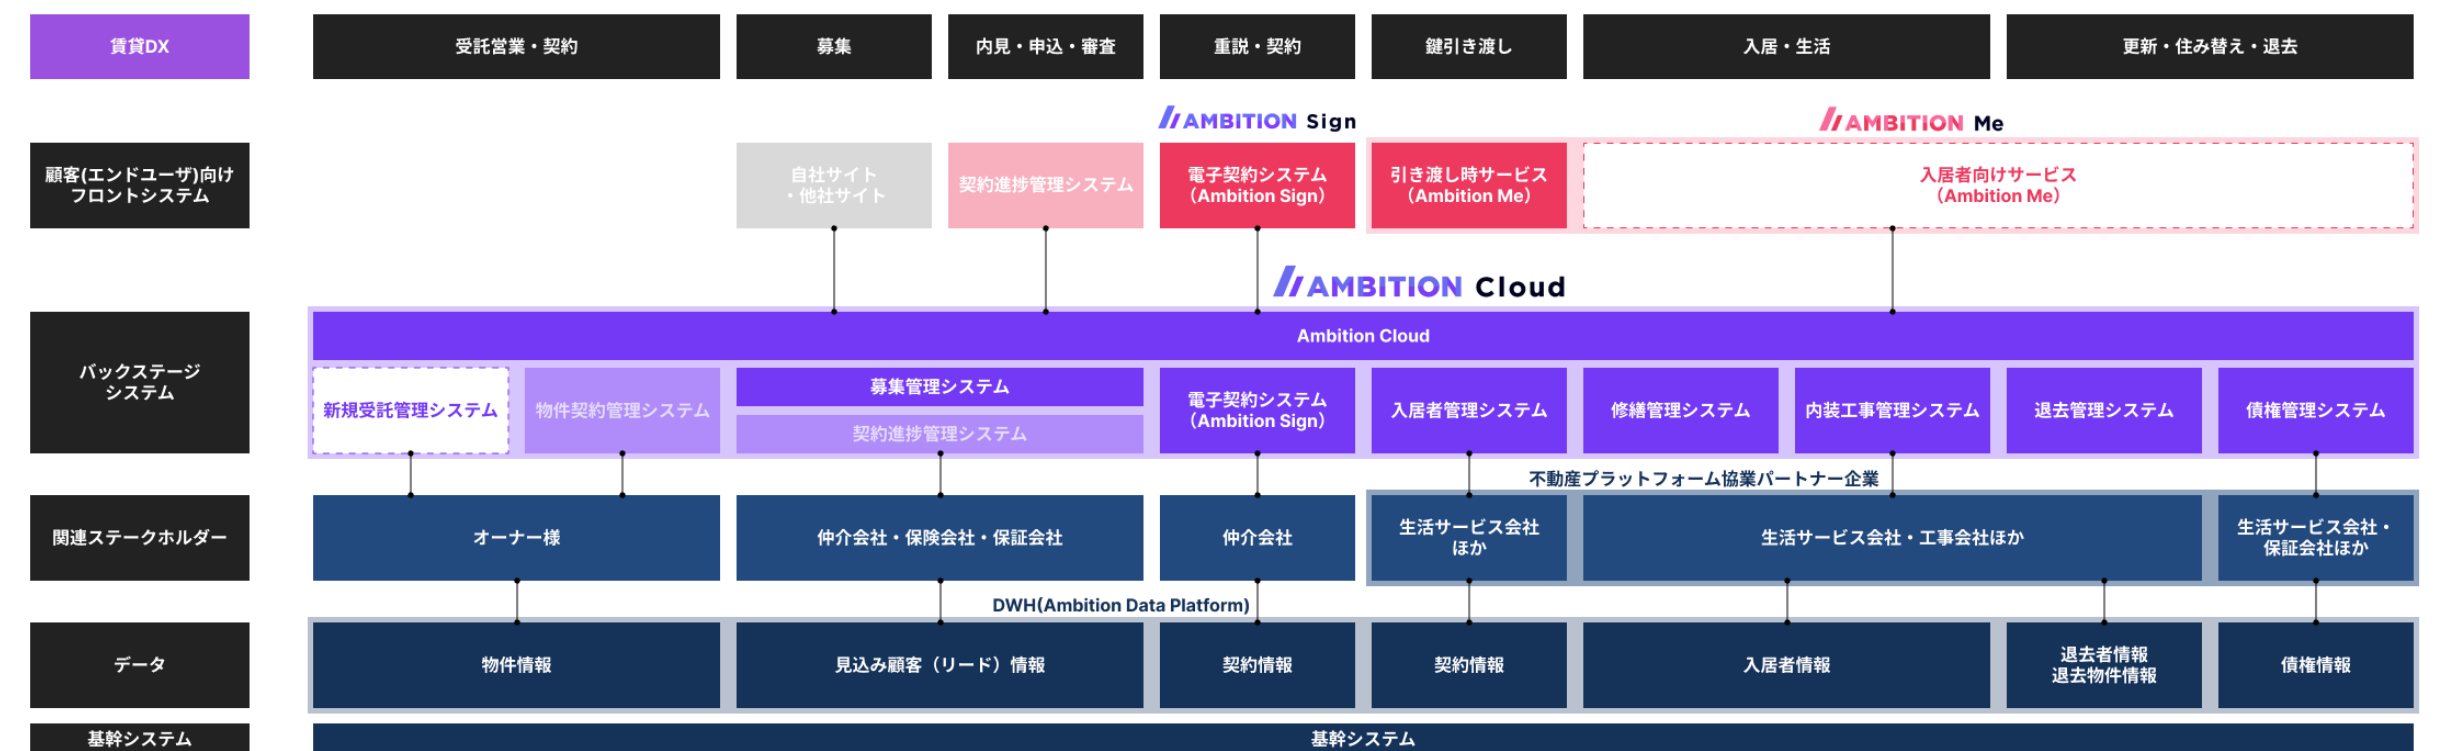 賃貸DX
受託営業・契約
募集
内見・申込・審査
重説・契約
鍵引き渡し
入居・生活
更新・住み替え・退去
AMBITION Sign
AMBITION Me
顧客(エンドユーザ)向け
フロントシステム
自社サイト
・他社サイト
契約進捗管理システム
電子契約システム
（Ambition Sign）
引き渡し時サービス
（Ambition Me）
入居者向けサービス
（Ambition Me）
AMBITION Cloud
バックステージ
システム
Ambition Cloud
新規受託管理システム
物件契約管理システム
募集管理システム
契約進捗管理システム
電子契約システム
（Ambition Sign）
入居者管理システム
修繕管理システム
内装工事管理システム
退去管理システム
債権管理システム
不動産プラットフォーム協業パートナー企業
関連ステークホルダー
オーナー様
仲介会社・保険会社・保証会社
仲介会社
生活サービス会社
ほか
生活サービス会社・工事会社ほか
生活サービス会社・
保証会社ほか
DWH(Ambition Data Platform)
データ
物件情報
見込み顧客（リード）情報
契約情報
契約情報
入居者情報
退去者情報
退去物件情報
債権情報
基幹システム
基幹システム